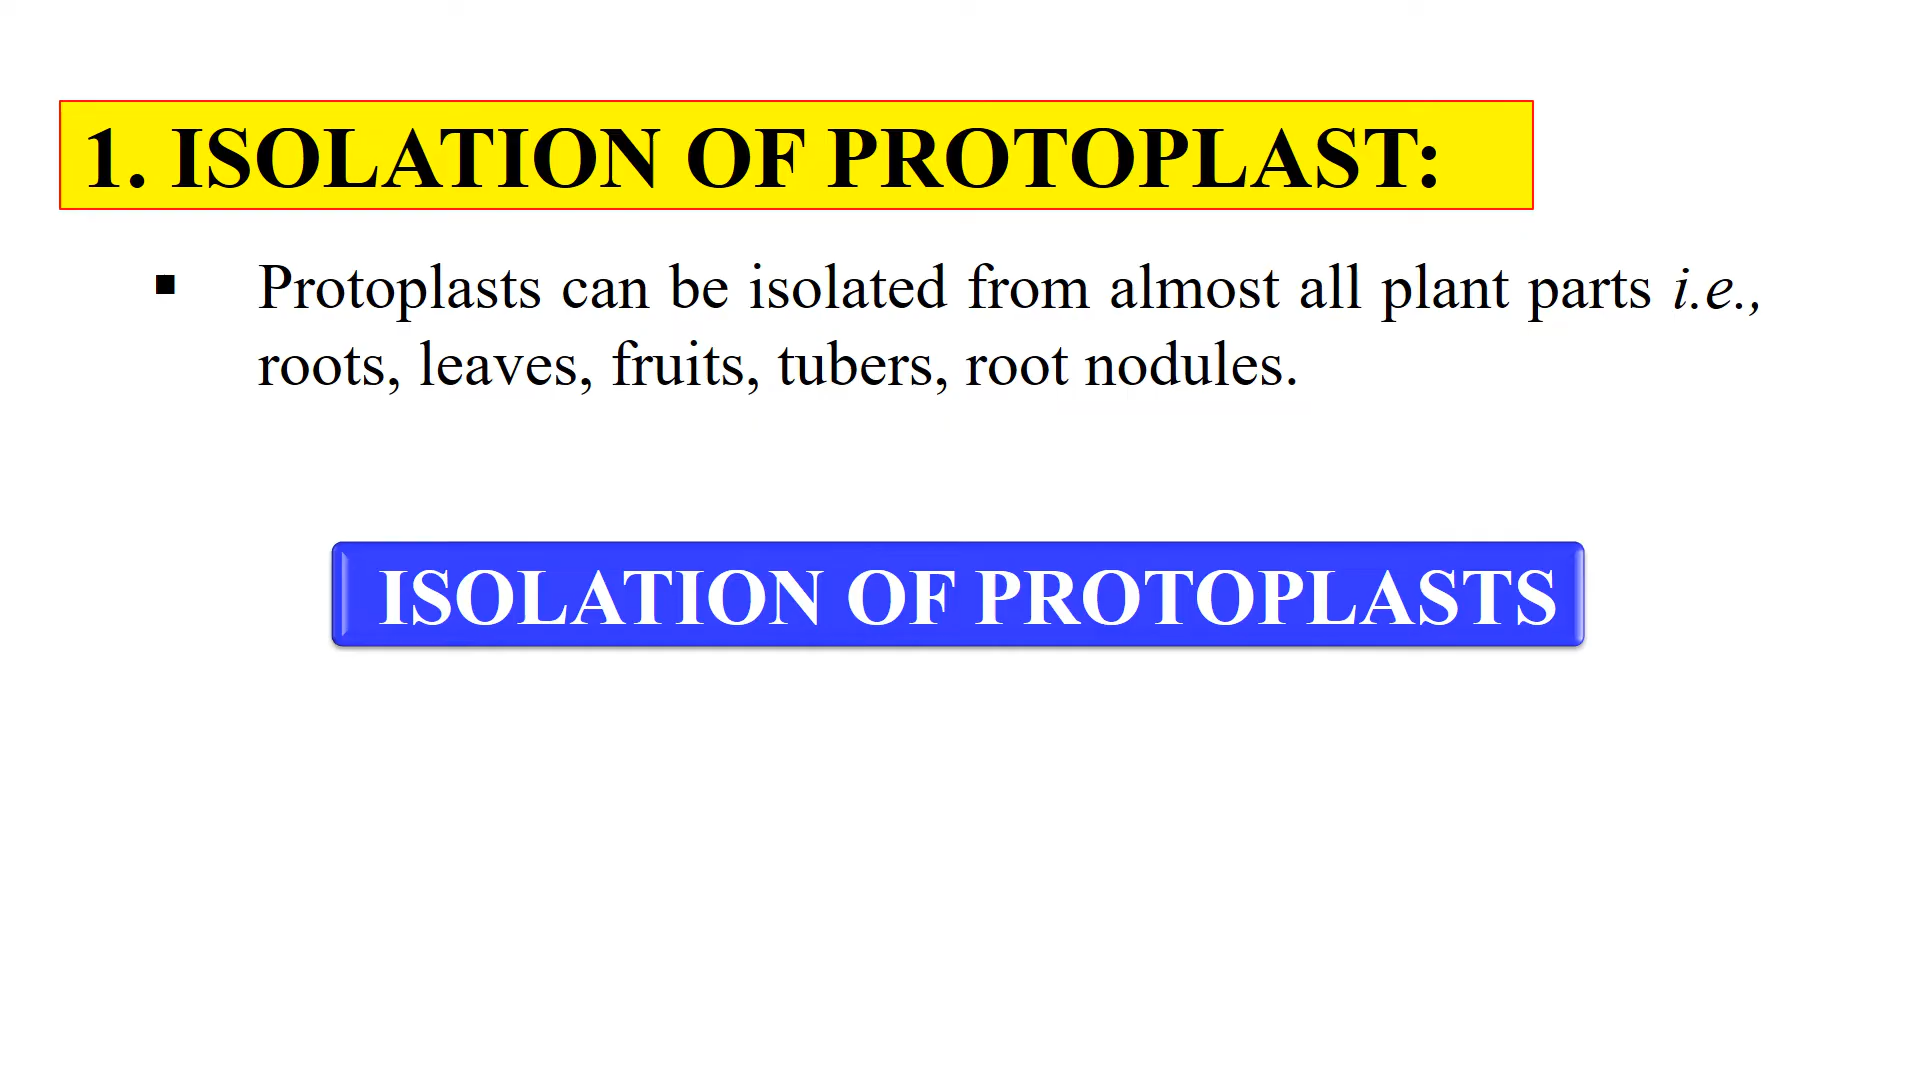 1. ISOLATION OF PROTOPLAST:
▪ Protoplasts can be isolated from almost all plant parts i.e.,
roots, leaves, fruits, tubers, root nodules.
ISOLATION OF PROTOPLASTS